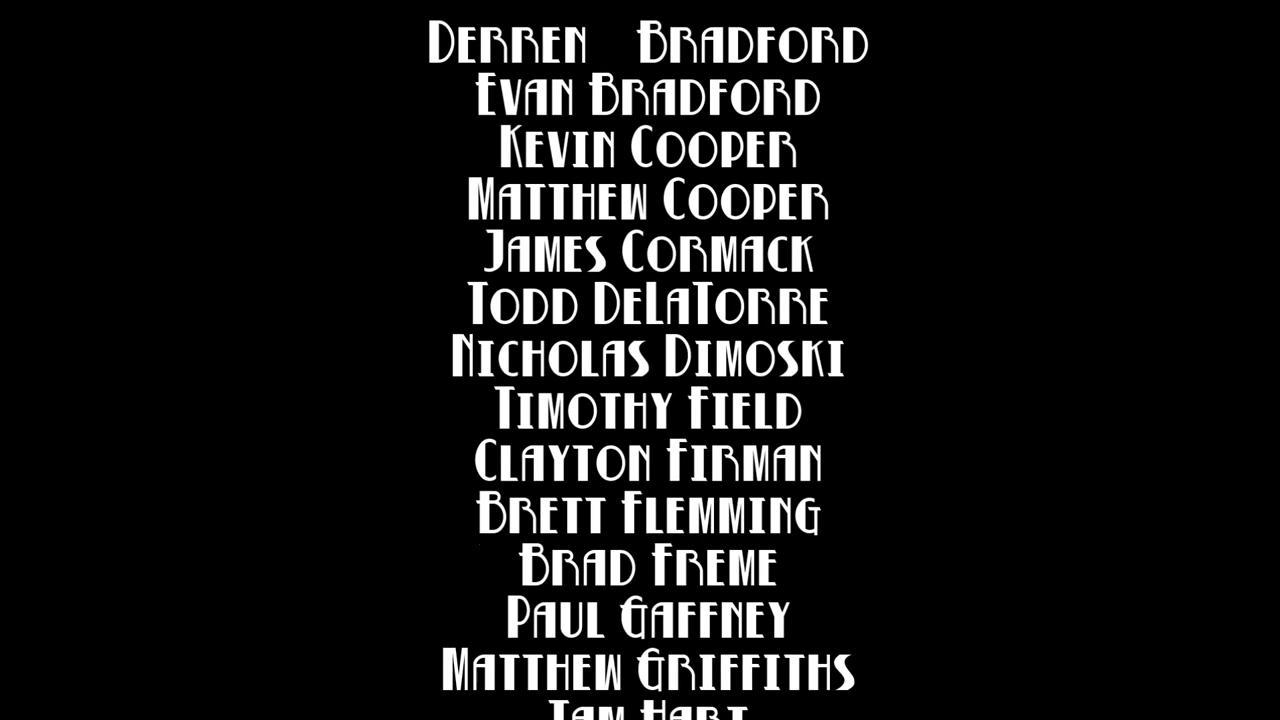 Derren Bradford
Evan Bradford
Kevin Cooper
Matthew Cooper
James Cormack
Todd DeLaTorre
Nicholas Dimoski
Timothy Field
Clayton Firman
Brett Flemming
Brad Freme
Paul Gaffney
Matthew Griffiths
Hart